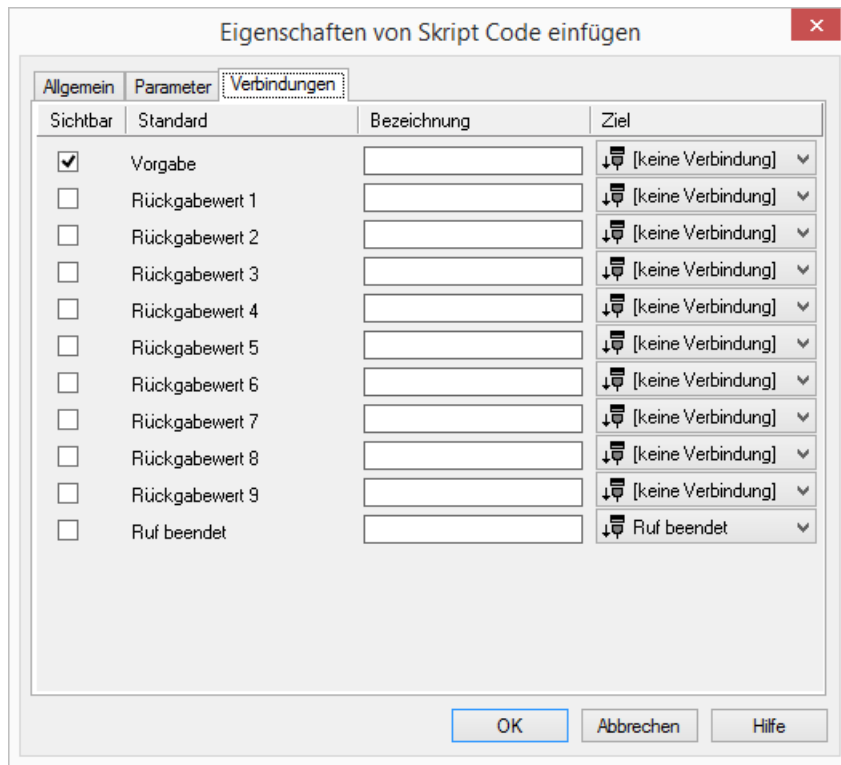 Eigenschaften von Skript Code einfügen
Allgemein Parameter Verbindungen
Sichtbar Standard Bezeichnung Ziel
Vorgabe [keine Verbindung]
Rückgabewert 1 [keine Verbindung]
Rückgabewert 2 [keine Verbindung]
Rückgabewert 3 [keine Verbindung]
Rückgabewert 4 [keine Verbindung]
Rückgabewert 5 [keine Verbindung]
Rückgabewert 6 [keine Verbindung]
Rückgabewert 7 [keine Verbindung]
Rückgabewert 8 [keine Verbindung]
Rückgabewert 9 [keine Verbindung]
Ruf beendet Ruf beendet
OK Abbrechen Hilfe